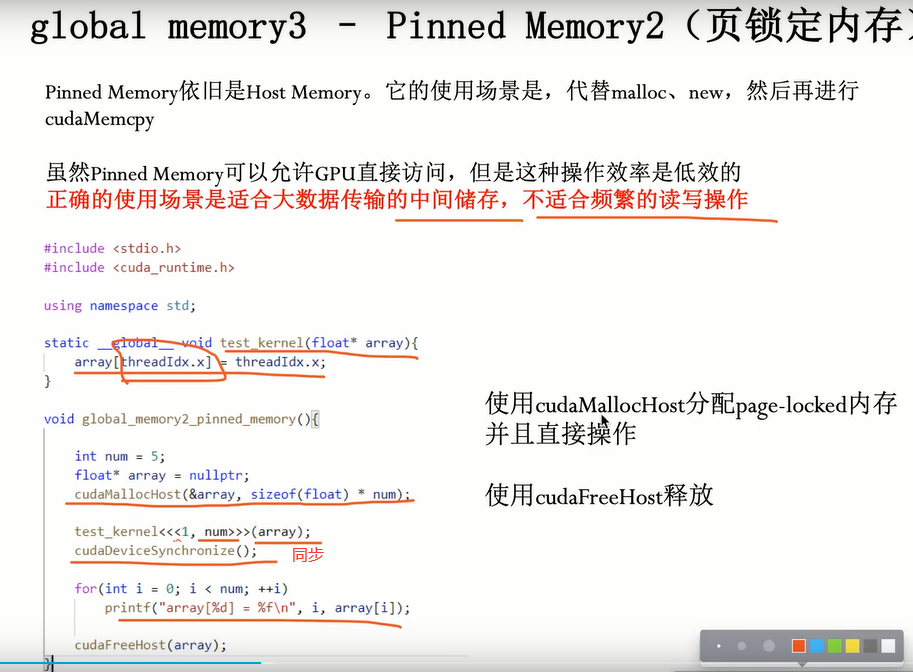 global memory3 – Pinned Memory2（页锁定内存）
Pinned Memory依旧是Host Memory。它的使用场景是，代替malloc、new，然后再进行
cudaMemcpy
虽然Pinned Memory可以允许GPU直接访问，但是这种操作效率是低效的
正确的使用场景是适合大数据传输的中间储存，不适合频繁的读写操作
#include <stdio.h>
#include <cuda_runtime.h>
using namespace std;
static __global__ void test_kernel(float* array){
array[threadIdx.x] = threadIdx.x;
}
void global_memory2_pinned_memory(){
int num = 5;
float* array = nullptr;
cudaMallocHost(&array, sizeof(float) * num);
test_kernel<<<1, num>>>(array);
cudaDeviceSynchronize();
同步
for(int i = 0; i < num; ++i)
printf("array[%d] = %f\n", i, array[i]);
cudaFreeHost(array);
}
使用cudaMallocHost分配page-locked内存
并且直接操作
使用cudaFreeHost释放